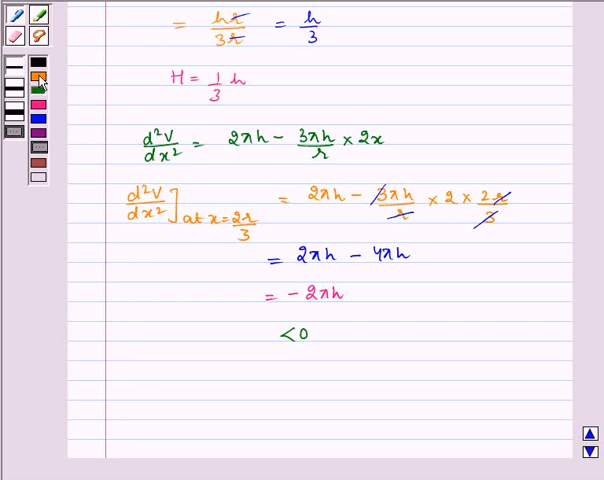 = hr/3r = h/3
H = 1/3 h
d²V/dx² = 2πh − 3πh/r × 2x
d²V/dx² ] at x = 2r/3 = 2πh − 3πh/r × 2 × 2r/3
= 2πh − 4πh
= − 2πh
< 0